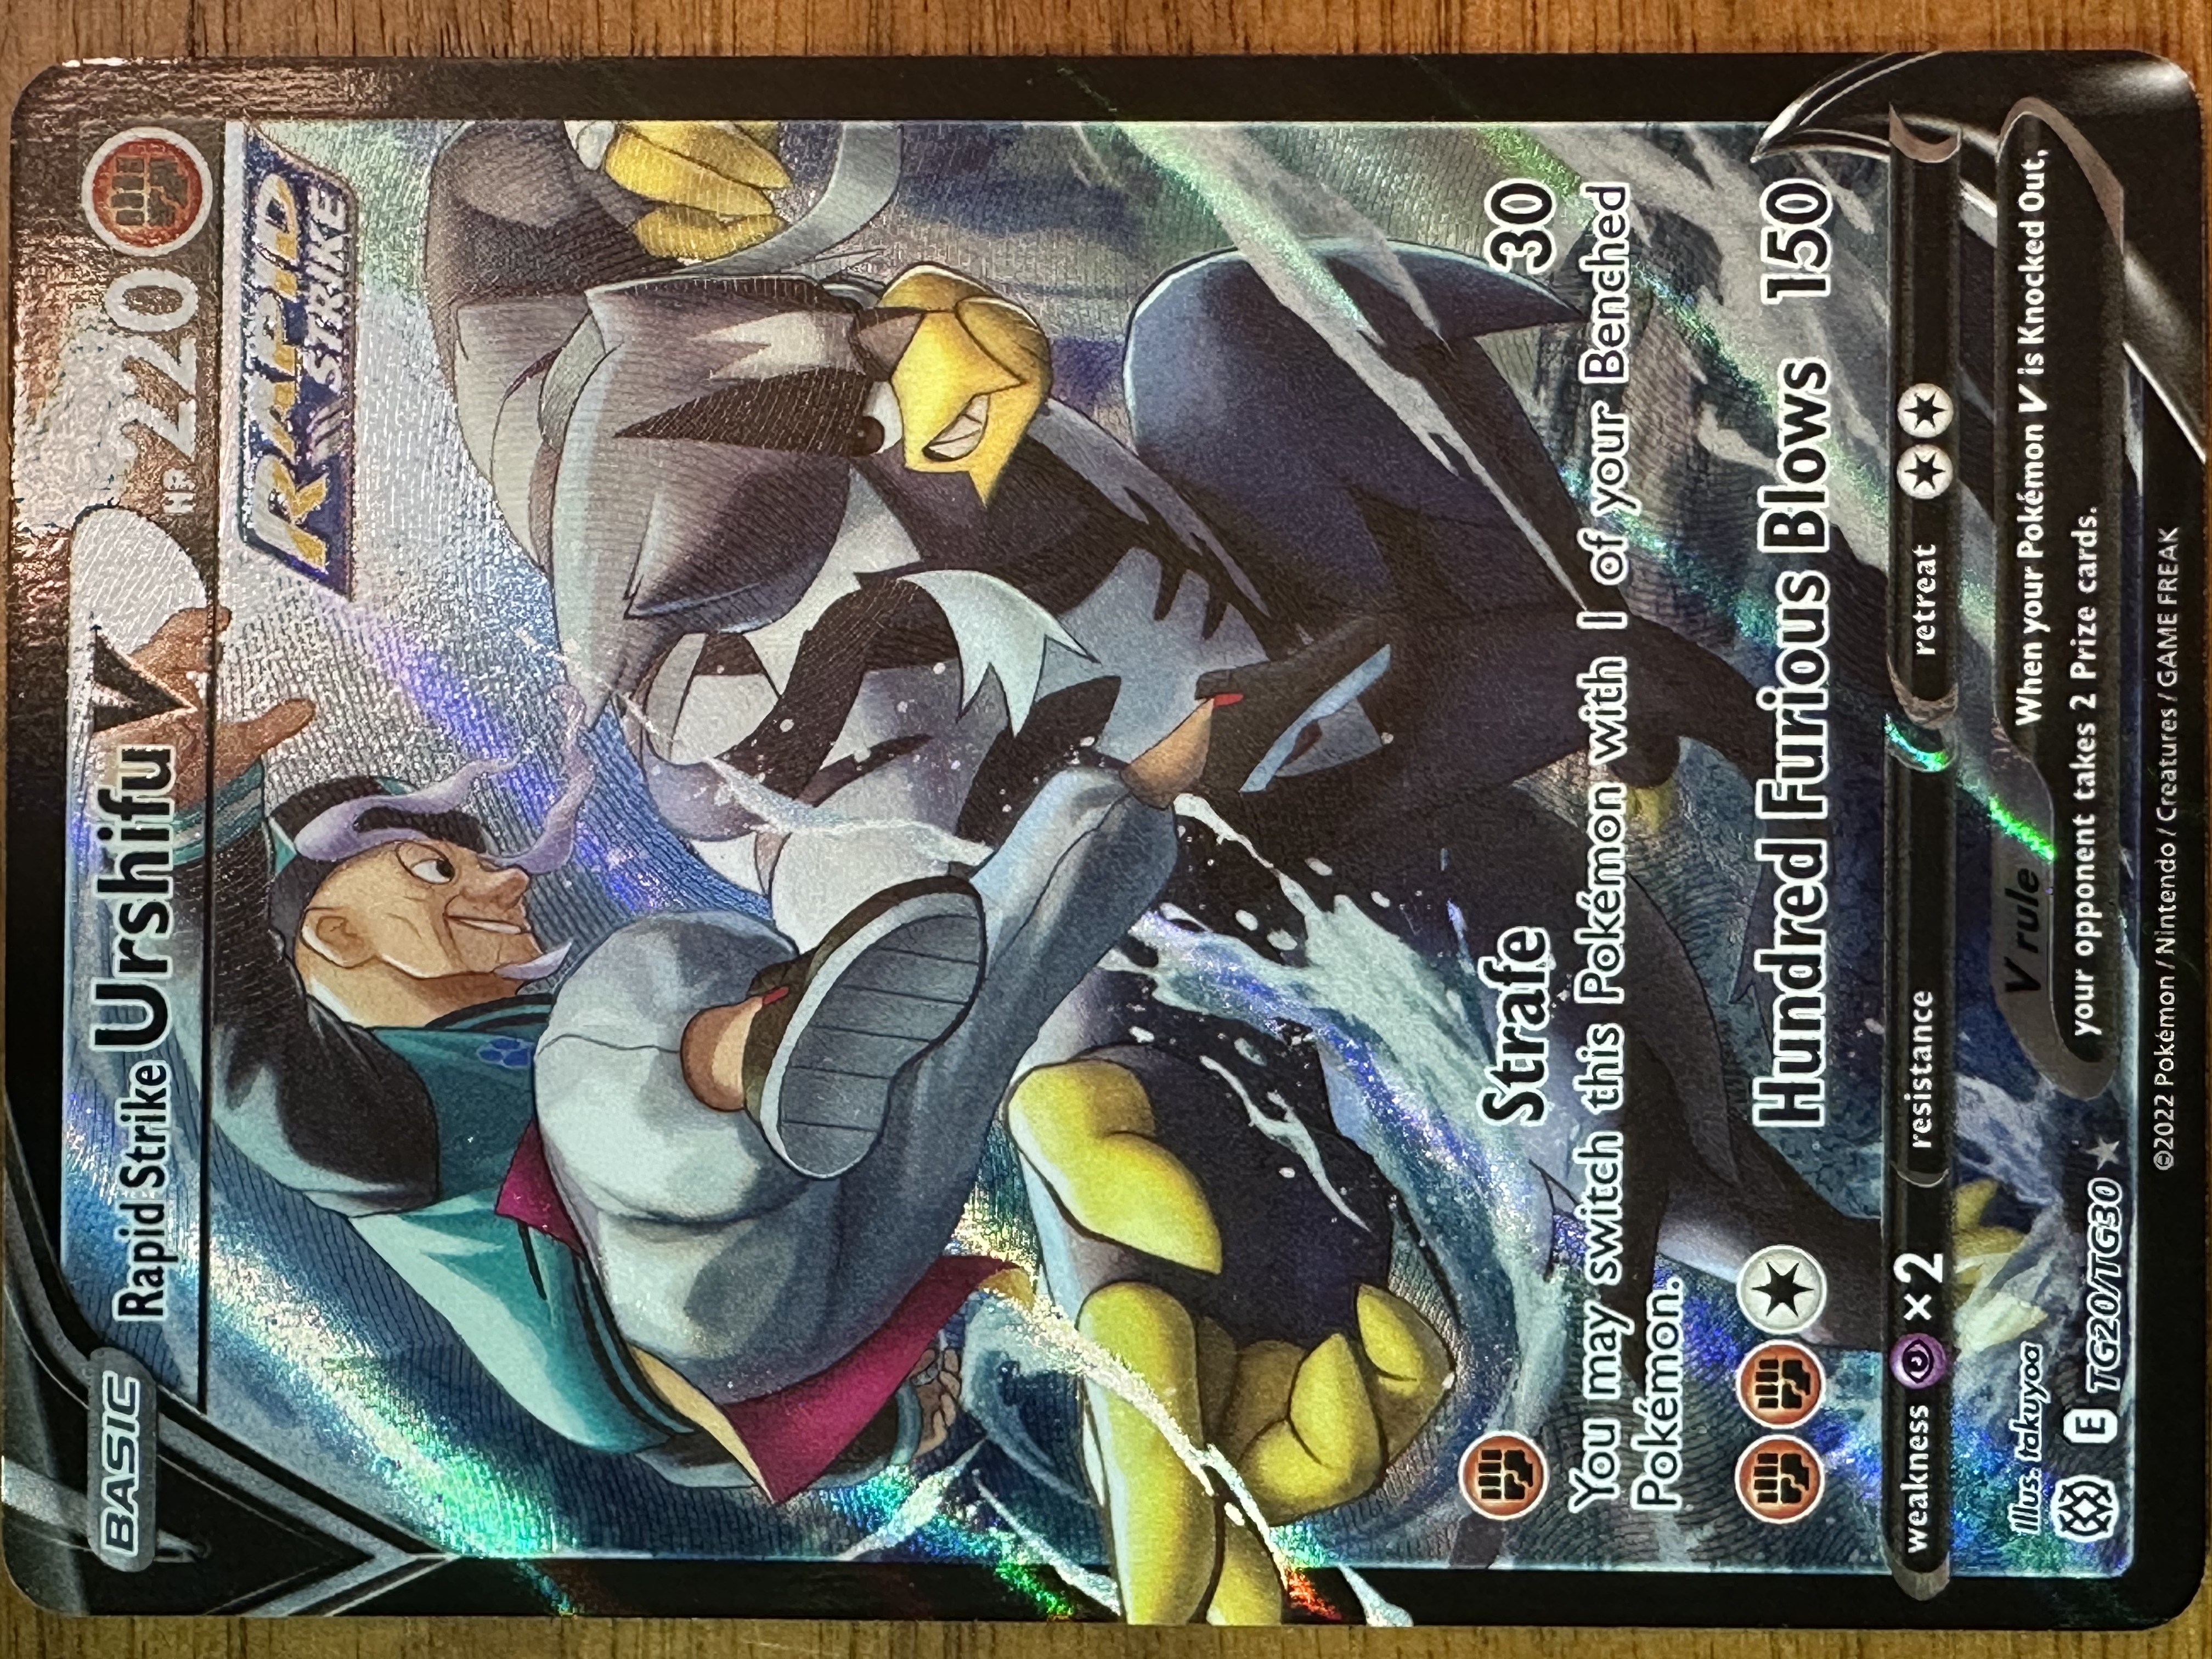 BASIC
Rapid Strike Urshifu V HP 220
RAPID
STRIKE
Strafe 30
You may switch this Pokémon with 1 of your Benched
Pokémon.
Hundred Furious Blows 150
weakness ×2 resistance retreat
Illus. takuyoa
V rule When your Pokémon V is Knocked Out,
your opponent takes 2 Prize cards.
E TG20/TG30
©2022 Pokémon / Nintendo / Creatures / GAME FREAK